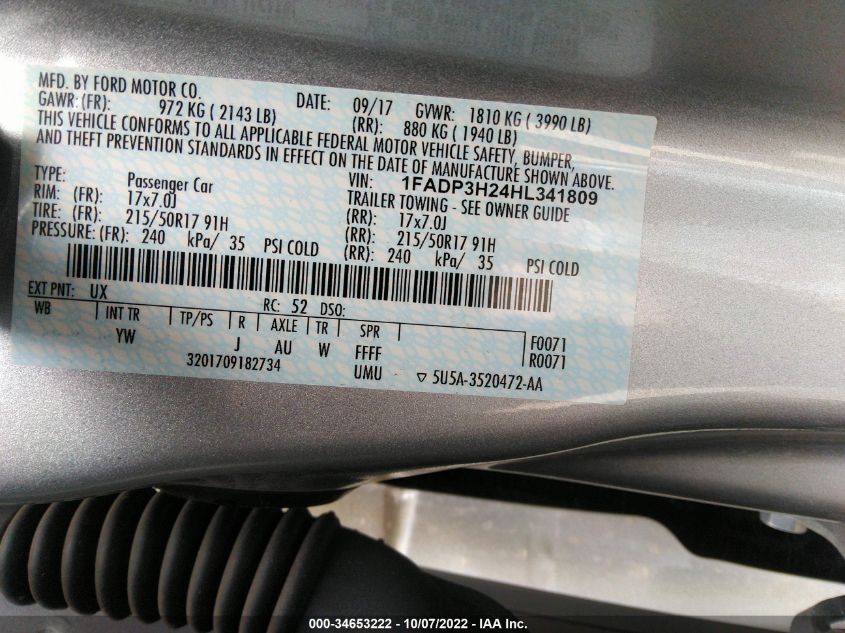 MFD. BY FORD MOTOR CO.
DATE: 09/17 GVWR: 1810 KG ( 3990 LB)
GAWR: (FR): 972 KG ( 2143 LB) (RR): 880 KG ( 1940 LB)
THIS VEHICLE CONFORMS TO ALL APPLICABLE FEDERAL MOTOR VEHICLE SAFETY, BUMPER,
AND THEFT PREVENTION STANDARDS IN EFFECT ON THE DATE OF MANUFACTURE SHOWN ABOVE.
TYPE: Passenger Car VIN: 1FADP3H24HL341809
TRAILER TOWING - SEE OWNER GUIDE
RIM: (FR): 17x7.0J (RR): 17x7.0J
TIRE: (FR): 215/50R17 91H (RR): 215/50R17 91H
PRESSURE: (FR): 240 kPa/ 35 PSI COLD (RR): 240 kPa/ 35 PSI COLD
EXT PNT: UX RC: 52 DSO:
WB INT TR TP/PS R AXLE TR SPR F0071
YW J AU W FFFF R0071
3201709182734 UMU ▽ 5U5A-3520472-AA
000-34653222 - 10/07/2022 - IAA Inc.